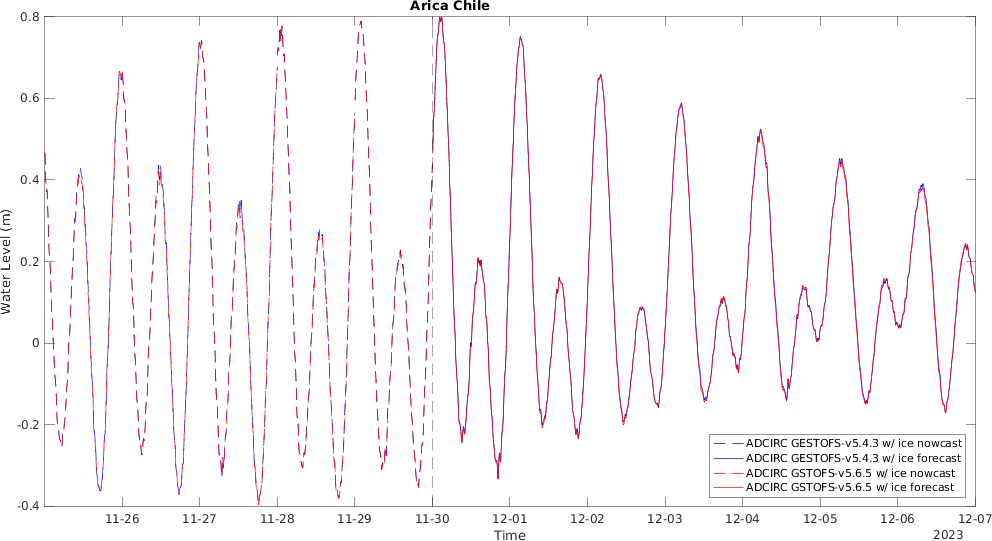 Arica Chile
0.8
0.6
0.4
0.2
0
-0.2
-0.4
Water Level (m)
11-26 11-27 11-28 11-29 11-30 12-01 12-02 12-03 12-04 12-05 12-06 12-07
Time
2023
ADCIRC GESTOFS-v5.4.3 w/ ice nowcast
ADCIRC GESTOFS-v5.4.3 w/ ice forecast
ADCIRC GSTOFS-v5.6.5 w/ ice nowcast
ADCIRC GSTOFS-v5.6.5 w/ ice forecast